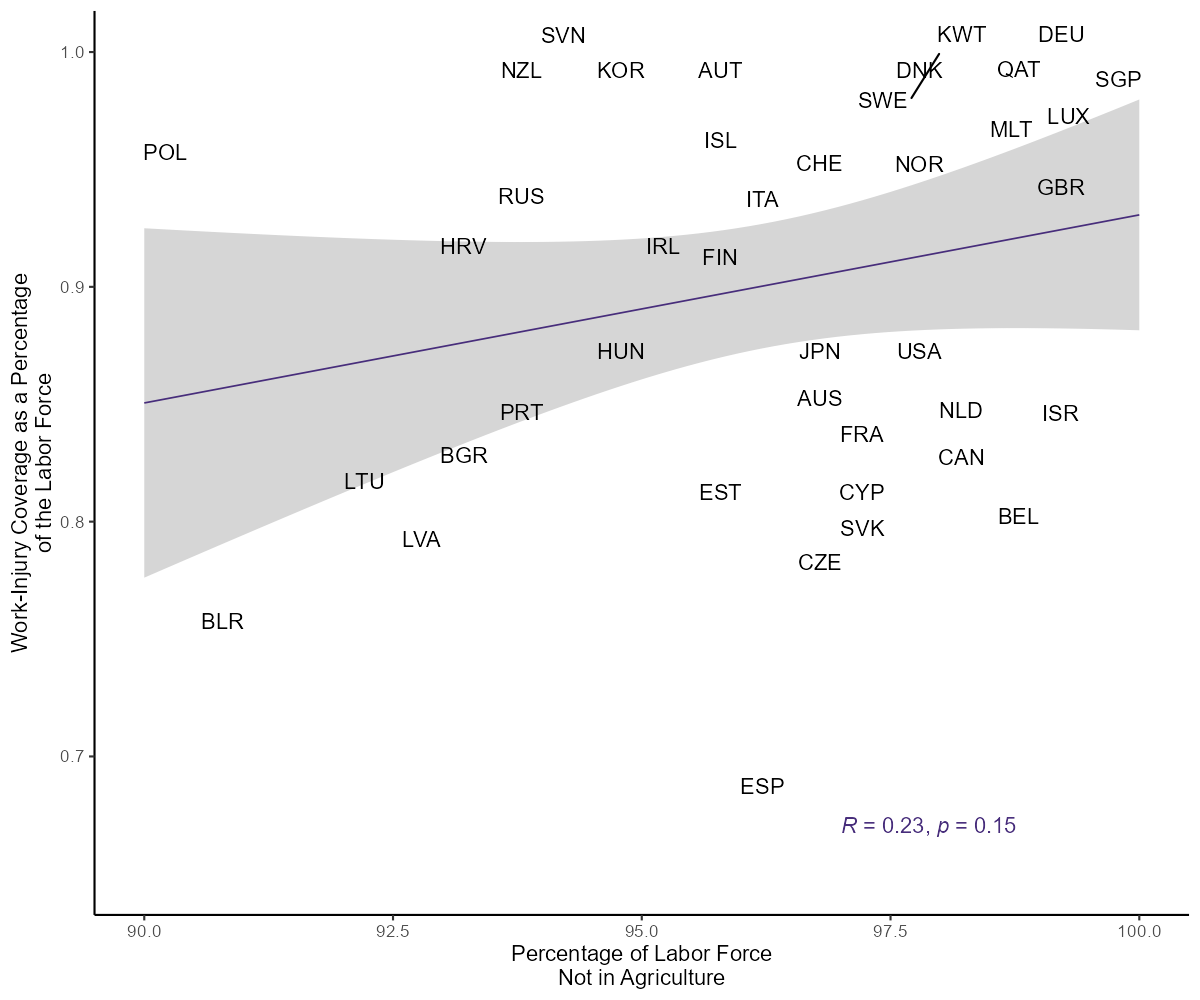 SVN
KWT
DEU
1.0
NZL
KOR
AUT
DNK
QAT
SGP
SWE
LUX
MLT
ISL
POL
CHE
NOR
GBR
RUS
ITA
HRV
IRL
FIN
0.9
HUN
JPN
USA
AUS
PRT
NLD
ISR
FRA
BGR
CAN
LTU
EST
CYP
0.8
BEL
SVK
LVA
CZE
BLR
0.7
ESP
R = 0.23, p = 0.15
Work-Injury Coverage as a Percentage
of the Labor Force
90.0
92.5
95.0
97.5
100.0
Percentage of Labor Force
Not in Agriculture